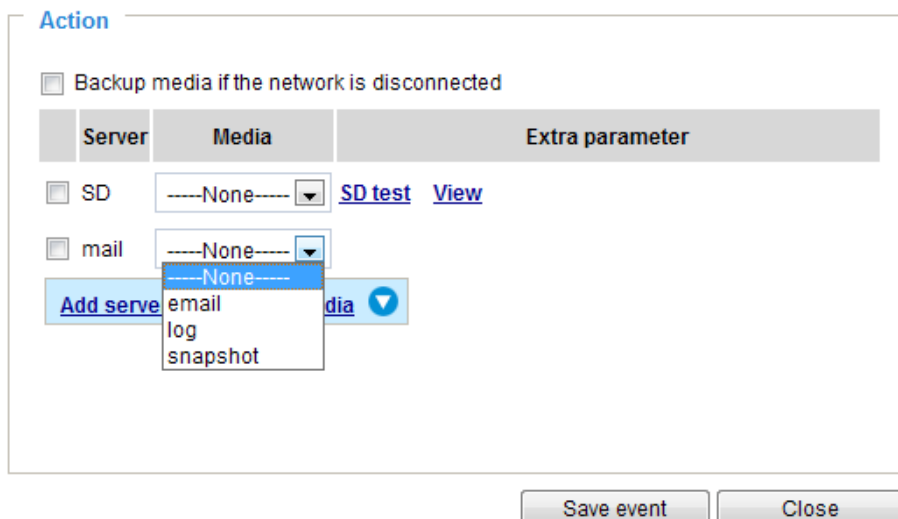 Action
Backup media if the network is disconnected
Server Media Extra parameter
SD -----None----- SD test View
mail -----None-----
-----None-----
Add serve dia
email
log
snapshot
Save event Close